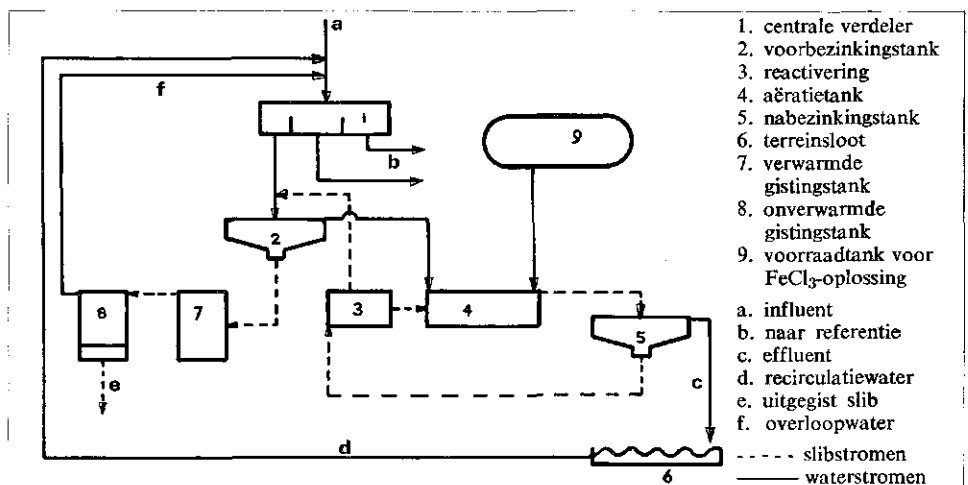 a
f
1
b
9
2
8
7
3
4
5
e
c
d
6
1. centrale verdeler
2. voorbezinkingstank
3. reactivering
4. aëratietank
5. nabezinkingstank
6. terreinsloot
7. verwarmde
gistingstank
8. onverwarmde
gistingstank
9. voorraadtank voor
FeCl₃-oplossing
a. influent
b. naar referentie
c. effluent
d. recirculatiewater
e. uitgegist slib
f. overloopwater
slibstromen
waterstromen